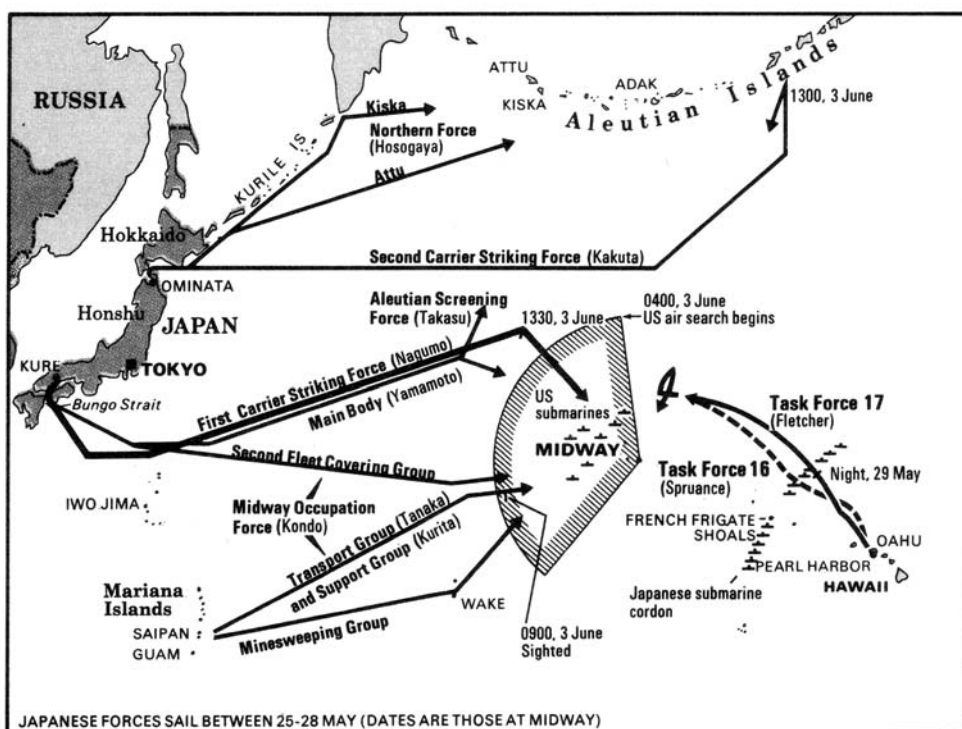 RUSSIA
ATTU
KISKA
ADAK
Aleutian Islands
1300, 3 June
Kiska
Northern Force
(Hosogaya)
KURILE IS
Attu
Hokkaido
Second Carrier Striking Force (Kakuta)
OMINATA
Honshu
JAPAN
Aleutian Screening
Force (Takasu)
1330, 3 June
0400, 3 June
US air search begins
KURE
TOKYO
Bungo Strait
First Carrier Striking Force (Nagumo)
Main Body (Yamamoto)
US
submarines
MIDWAY
Task Force 17
(Fletcher)
Second Fleet Covering Group
Task Force 16
(Spruance)
Night, 29 May
IWO JIMA
Midway Occupation
Force (Kondo)
Transport Group (Tanaka)
and Support Group (Kurita)
FRENCH FRIGATE
SHOALS
OAHU
PEARL HARBOR
HAWAII
Mariana
Islands
WAKE
Japanese submarine
cordon
SAIPAN
GUAM
Minesweeping Group
0900, 3 June
Sighted
JAPANESE FORCES SAIL BETWEEN 25-28 MAY (DATES ARE THOSE AT MIDWAY)